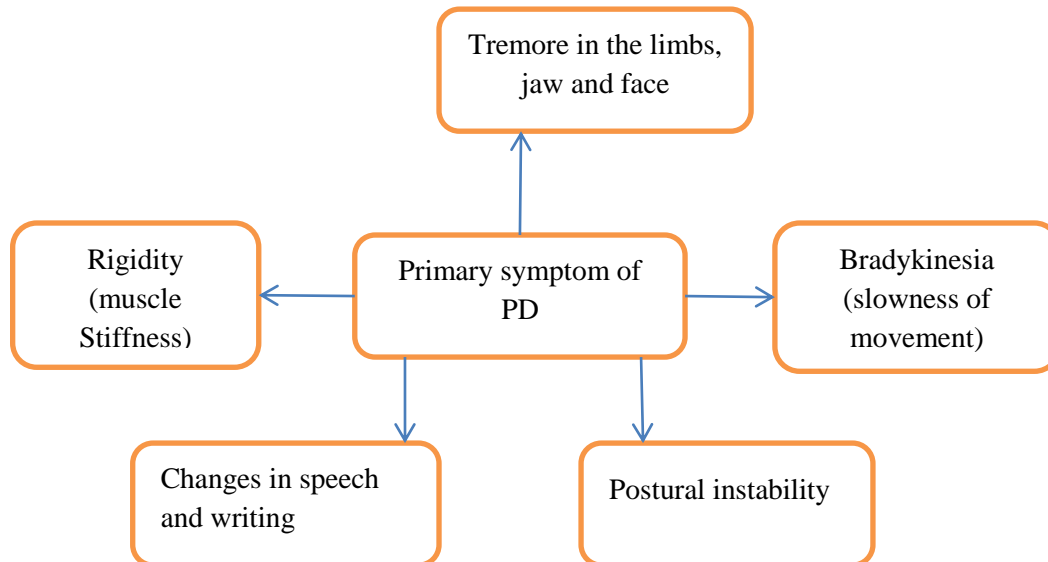 Tremore in the limbs,
jaw and face
Rigidity
(muscle
Stiffness)
Primary symptom of
PD
Bradykinesia
(slowness of
movement)
Changes in speech
and writing
Postural instability